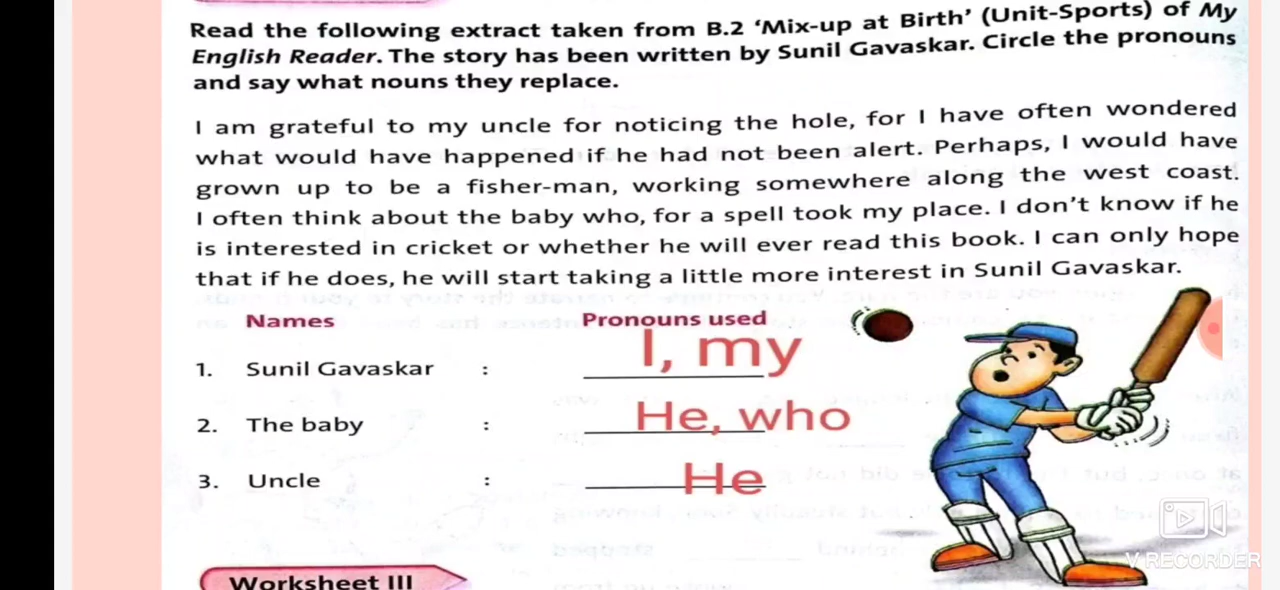 Read the following extract taken from B.2 ‘Mix-up at Birth’ (Unit-Sports) of My
English Reader. The story has been written by Sunil Gavaskar. Circle the pronouns
and say what nouns they replace.
I am grateful to my uncle for noticing the hole, for I have often wondered
what would have happened if he had not been alert. Perhaps, I would have
grown up to be a fisher-man, working somewhere along the west coast.
I often think about the baby who, for a spell took my place. I don’t know if he
is interested in cricket or whether he will ever read this book. I can only hope
that if he does, he will start taking a little more interest in Sunil Gavaskar.
Names Pronouns used
1. Sunil Gavaskar : I, my
2. The baby : He, who
3. Uncle : He
V RECORDER
Worksheet III